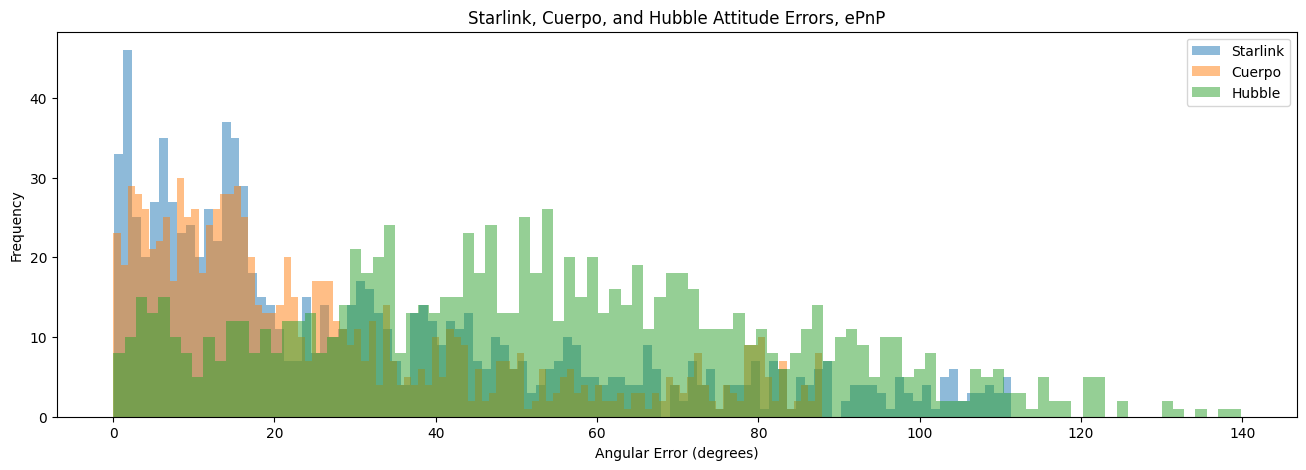 Starlink, Cuerpo, and Hubble Attitude Errors, ePnP
Starlink
Cuerpo
Hubble
Frequency
40
30
20
10
0
0 20 40 60 80 100 120 140
Angular Error (degrees)